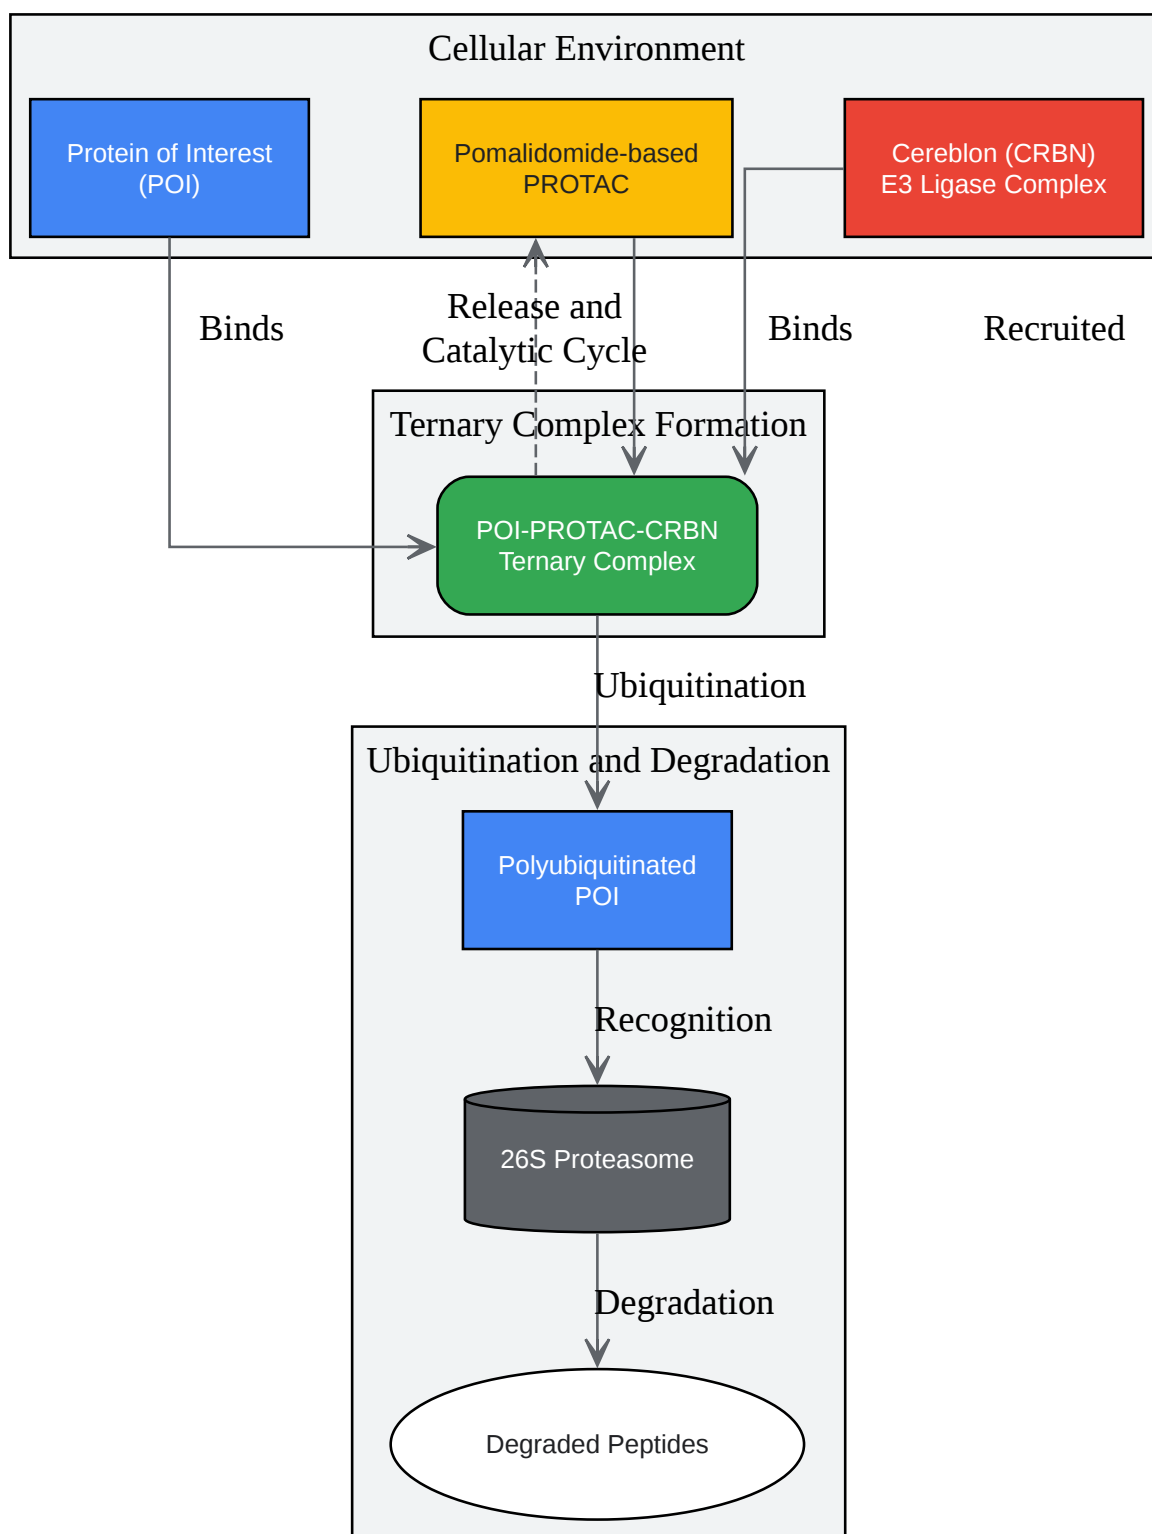 Cellular Environment
Protein of Interest
(POI)
Pomalidomide-based
PROTAC
Cereblon (CRBN)
E3 Ligase Complex
Binds
Release and
Catalytic Cycle
Binds
Recruited
Ternary Complex Formation
POI-PROTAC-CRBN
Ternary Complex
Ubiquitination
Ubiquitination and Degradation
Polyubiquitinated
POI
Recognition
26S Proteasome
Degradation
Degraded Peptides